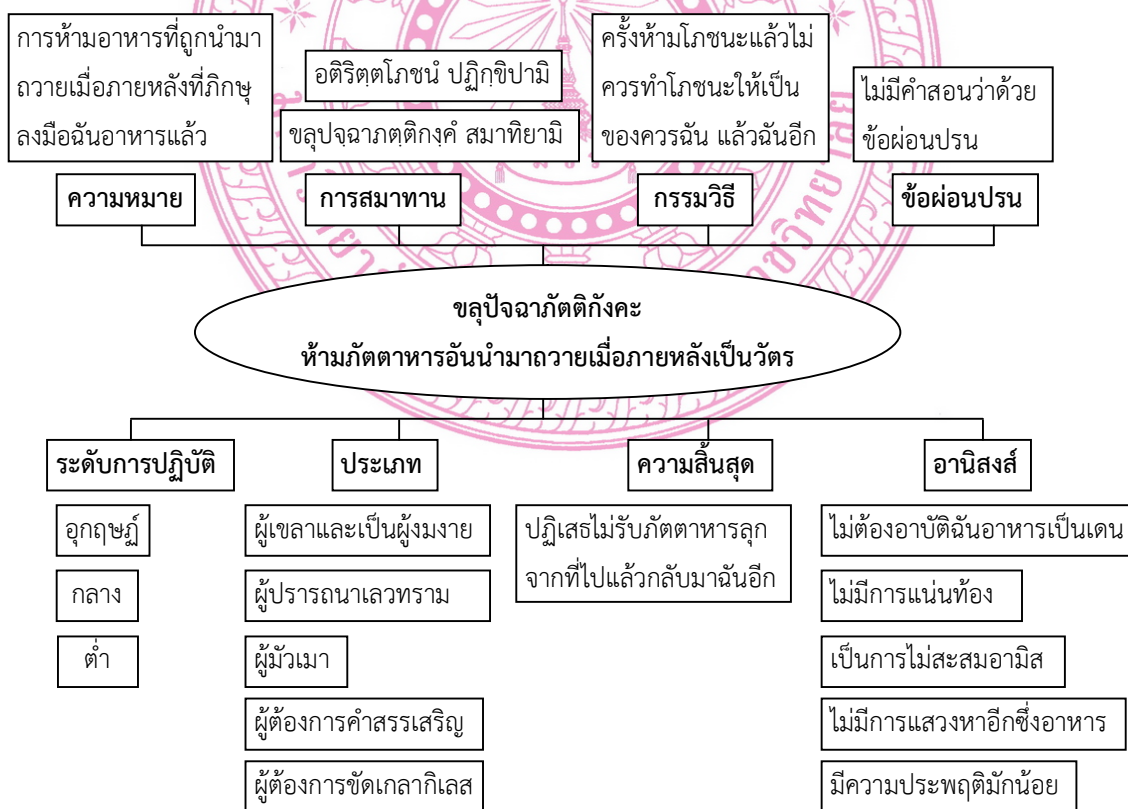 การห้ามอาหารที่ถูกนำมา
ถวายเมื่อภายหลังที่ภิกษุ
ลงมือฉันอาหารแล้ว
อติริตฺตโภชนํ ปฏิกฺขิปามิ
ขลุปจฺฉาภตฺติกงฺคํ สมาทิยามิ
ครั้งห้ามโภชนะแล้วไม่
ควรทำโภชนะให้เป็น
ของควรฉัน แล้วฉันอีก
ไม่มีคำสอนว่าด้วย
ข้อผ่อนปรน
ความหมาย
การสมาทาน
กรรมวิธี
ข้อผ่อนปรน
ขลุปัจฉาภัตติกังคะ
ห้ามภัตตาหารอันนำมาถวายเมื่อภายหลังเป็นวัตร
ระดับการปฏิบัติ
ประเภท
ความสิ้นสุด
อานิสงส์
อุกฤษฏ์
กลาง
ต่ำ
ผู้เขลาและเป็นผู้งมงาย
ผู้ปรารถนาเลวทราม
ผู้มัวเมา
ผู้ต้องการคำสรรเสริญ
ผู้ต้องการขัดเกลากิเลส
ปฏิเสธไม่รับภัตตาหารลุก
จากที่ไปแล้วกลับมาฉันอีก
ไม่ต้องอาบัติฉันอาหารเป็นเดน
ไม่มีการแน่นท้อง
เป็นการไม่สะสมอามิส
ไม่มีการแสวงหาอีกซึ่งอาหาร
มีความประพฤติมักน้อย